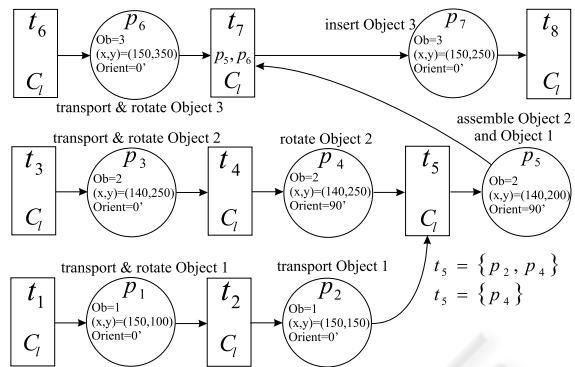 t6
p6
Ob=3
(x,y)=(150,350)
Orient=0'
Cl
transport & rotate Object 3
t7
p5, p6
Cl
insert Object 3
p7
Ob=3
(x,y)=(150,250)
Orient=0'
t8
Cl
transport & rotate Object 2
t3
p3
Ob=2
(x,y)=(140,250)
Orient=0'
Cl
t4
Cl
rotate Object 2
p4
Ob=2
(x,y)=(140,250)
Orient=90'
t5
Cl
assemble Object 2
and Object 1
p5
Ob=2
(x,y)=(140,200)
Orient=90'
t5 = {p2, p4}
t5 = {p4}
transport & rotate Object 1
t1
p1
Ob=1
(x,y)=(150,100)
Orient=0'
Cl
t2
Cl
transport Object 1
p2
Ob=1
(x,y)=(150,150)
Orient=0'